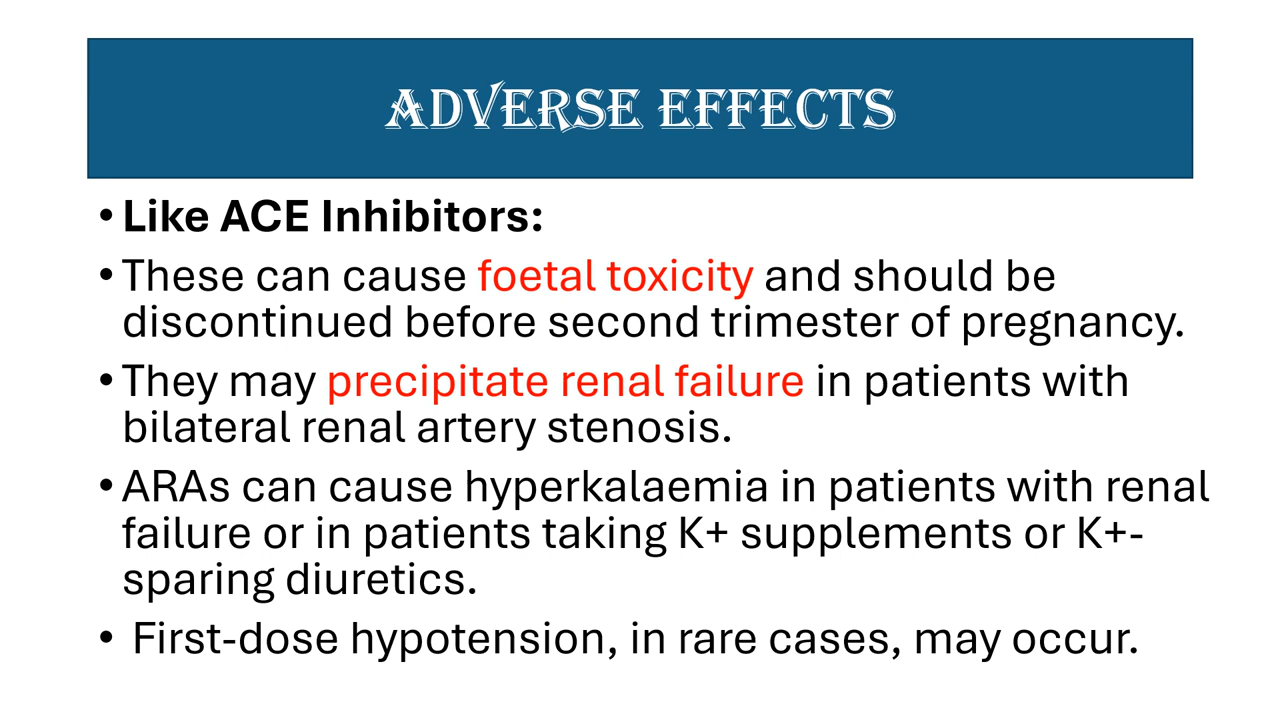 ADVERSE EFFECTS
• Like ACE Inhibitors:
• These can cause foetal toxicity and should be
discontinued before second trimester of pregnancy.
• They may precipitate renal failure in patients with
bilateral renal artery stenosis.
• ARAs can cause hyperkalaemia in patients with renal
failure or in patients taking K+ supplements or K+-
sparing diuretics.
• First-dose hypotension, in rare cases, may occur.